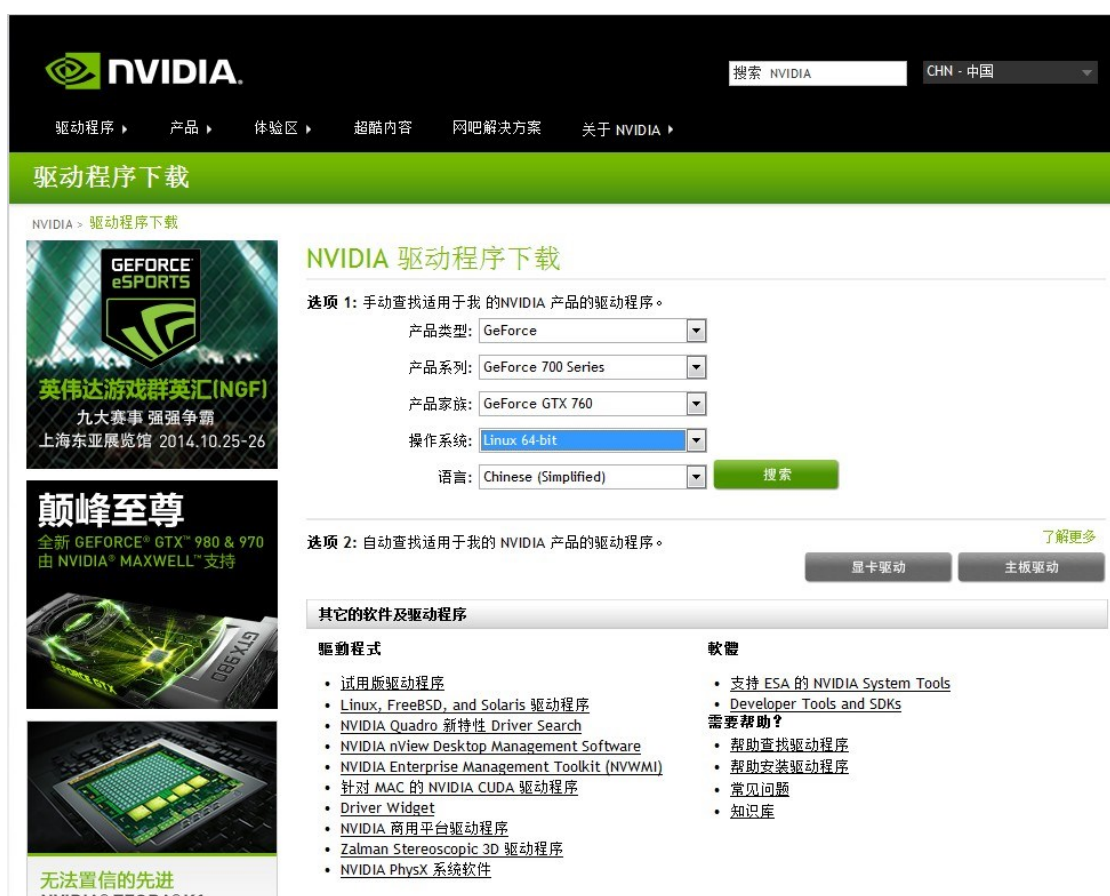 NVIDIA.
搜索 NVIDIA
CHN - 中国
驱动程序 产品 体验区 超酷内容 网吧解决方案 关于 NVIDIA
驱动程序下载
NVIDIA > 驱动程序下载
GEFORCE
eSPORTS
英伟达游戏群英汇(NGF)
九大赛事 强强争霸
上海东亚展览馆 2014.10.25-26
颠峰至尊
全新 GEFORCE® GTX™ 980 & 970
由 NVIDIA® MAXWELL™ 支持
GEFORCE GTX
GTX980
无法置信的先进
NVIDIA 驱动程序下载
选项 1: 手动查找适用于我 的NVIDIA 产品的驱动程序。
产品类型: GeForce
产品系列: GeForce 700 Series
产品家族: GeForce GTX 760
操作系统: Linux 64-bit
语言: Chinese (Simplified) 搜索
选项 2: 自动查找适用于我的 NVIDIA 产品的驱动程序。
了解更多
显卡驱动 主板驱动
其它的软件及驱动程序
驅動程式
• 试用版驱动程序
• Linux, FreeBSD, and Solaris 驱动程序
• NVIDIA Quadro 新特性 Driver Search
• NVIDIA nView Desktop Management Software
• NVIDIA Enterprise Management Toolkit (NVWMI)
• 针对 MAC 的 NVIDIA CUDA 驱动程序
• Driver Widget
• NVIDIA 商用平台驱动程序
• Zalman Stereoscopic 3D 驱动程序
• NVIDIA PhysX 系统软件
軟體
• 支持 ESA 的 NVIDIA System Tools
• Developer Tools and SDKs
需要帮助?
• 帮助查找驱动程序
• 帮助安装驱动程序
• 常见问题
• 知识库